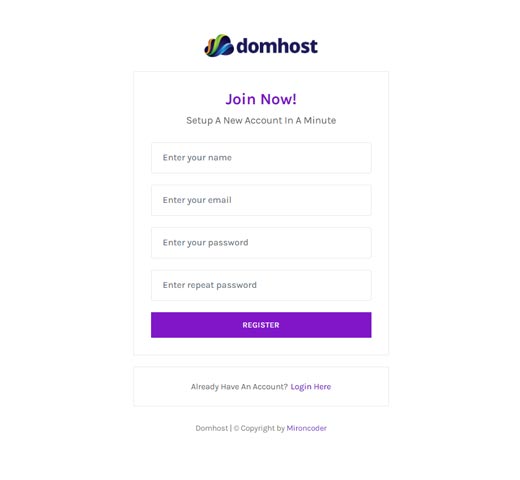 domhost
Join Now!
Setup A New Account In A Minute
Enter your name
Enter your email
Enter your password
Enter repeat password
REGISTER
Already Have An Account? Login Here
Domhost | © Copyright by Mironcoder